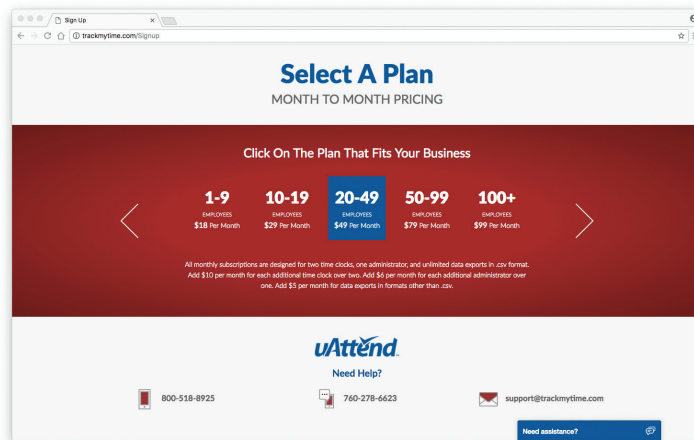 Sign Up
trackmytime.com/Signup
Select A Plan
MONTH TO MONTH PRICING
Click On The Plan That Fits Your Business
1-9
EMPLOYEES
$18 Per Month
10-19
EMPLOYEES
$29 Per Month
20-49
EMPLOYEES
$49 Per Month
50-99
EMPLOYEES
$79 Per Month
100+
EMPLOYEES
$99 Per Month
All monthly subscriptions are designed for two time clocks, one administrator, and unlimited data exports in .csv format.
Add $10 per month for each additional time clock over two. Add $6 per month for each additional administrator over
one. Add $5 per month for data exports in formats other than .csv.
uAttend
Need Help?
800-518-8925
760-278-6623
support@trackmytime.com
Need assistance?